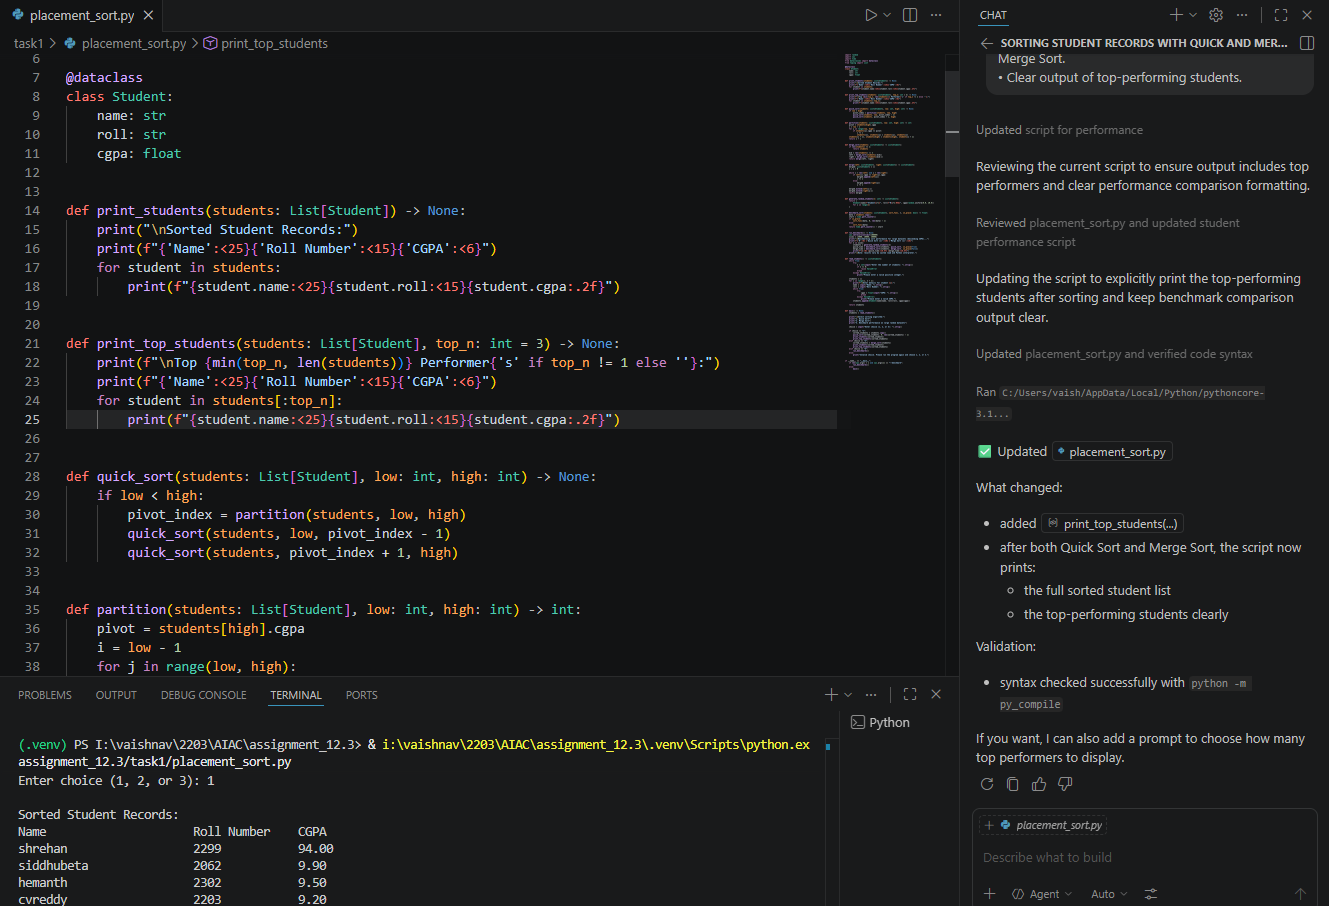 placement_sort.py
task1 > placement_sort.py > print_top_students
6
7 @dataclass
8 class Student:
9 name: str
10 roll: str
11 cgpa: float
12
13
14 def print_students(students: List[Student]) -> None:
15 print("\nSorted Student Records:")
16 print(f"{'Name':<25}{'Roll Number':<15}{'CGPA':<6}")
17 for student in students:
18 print(f"{student.name:<25}{student.roll:<15}{student.cgpa:.2f}")
19
20
21 def print_top_students(students: List[Student], top_n: int = 3) -> None:
22 print(f"\nTop {min(top_n, len(students))} Performer{'s' if top_n != 1 else ''}:")
23 print(f"{'Name':<25}{'Roll Number':<15}{'CGPA':<6}")
24 for student in students[:top_n]:
25 print(f"{student.name:<25}{student.roll:<15}{student.cgpa:.2f}")
26
27
28 def quick_sort(students: List[Student], low: int, high: int) -> None:
29 if low < high:
30 pivot_index = partition(students, low, high)
31 quick_sort(students, low, pivot_index - 1)
32 quick_sort(students, pivot_index + 1, high)
33
34
35 def partition(students: List[Student], low: int, high: int) -> int:
36 pivot = students[high].cgpa
37 i = low - 1
38 for j in range(low, high):
PROBLEMS OUTPUT DEBUG CONSOLE TERMINAL PORTS
Python
(.venv) PS I:\vaishnav\2203\AIAC\assignment_12.3> & i:\vaishnav\2203\AIAC\assignment_12.3\.venv\Scripts\python.ex
assignment_12.3/task1/placement_sort.py
Enter choice (1, 2, or 3): 1
Sorted Student Records:
Name Roll Number CGPA
shrehan 2299 94.00
siddhubeta 2062 9.90
hemanth 2302 9.50
cvreddy 2203 9.20
CHAT
SORTING STUDENT RECORDS WITH QUICK AND MER...
Merge Sort.
• Clear output of top-performing students.
Updated script for performance
Reviewing the current script to ensure output includes top
performers and clear performance comparison formatting.
Reviewed placement_sort.py and updated student
performance script
Updating the script to explicitly print the top-performing
students after sorting and keep benchmark comparison
output clear.
Updated placement_sort.py and verified code syntax
Ran C:/Users/vaish/AppData/Local/Python/pythoncore-
3.1...
✅ Updated placement_sort.py
What changed:
• added print_top_students(...)
• after both Quick Sort and Merge Sort, the script now
prints:
○ the full sorted student list
○ the top-performing students clearly
Validation:
• syntax checked successfully with python -m
py_compile
If you want, I can also add a prompt to choose how many
top performers to display.
placement_sort.py
Describe what to build
Agent Auto